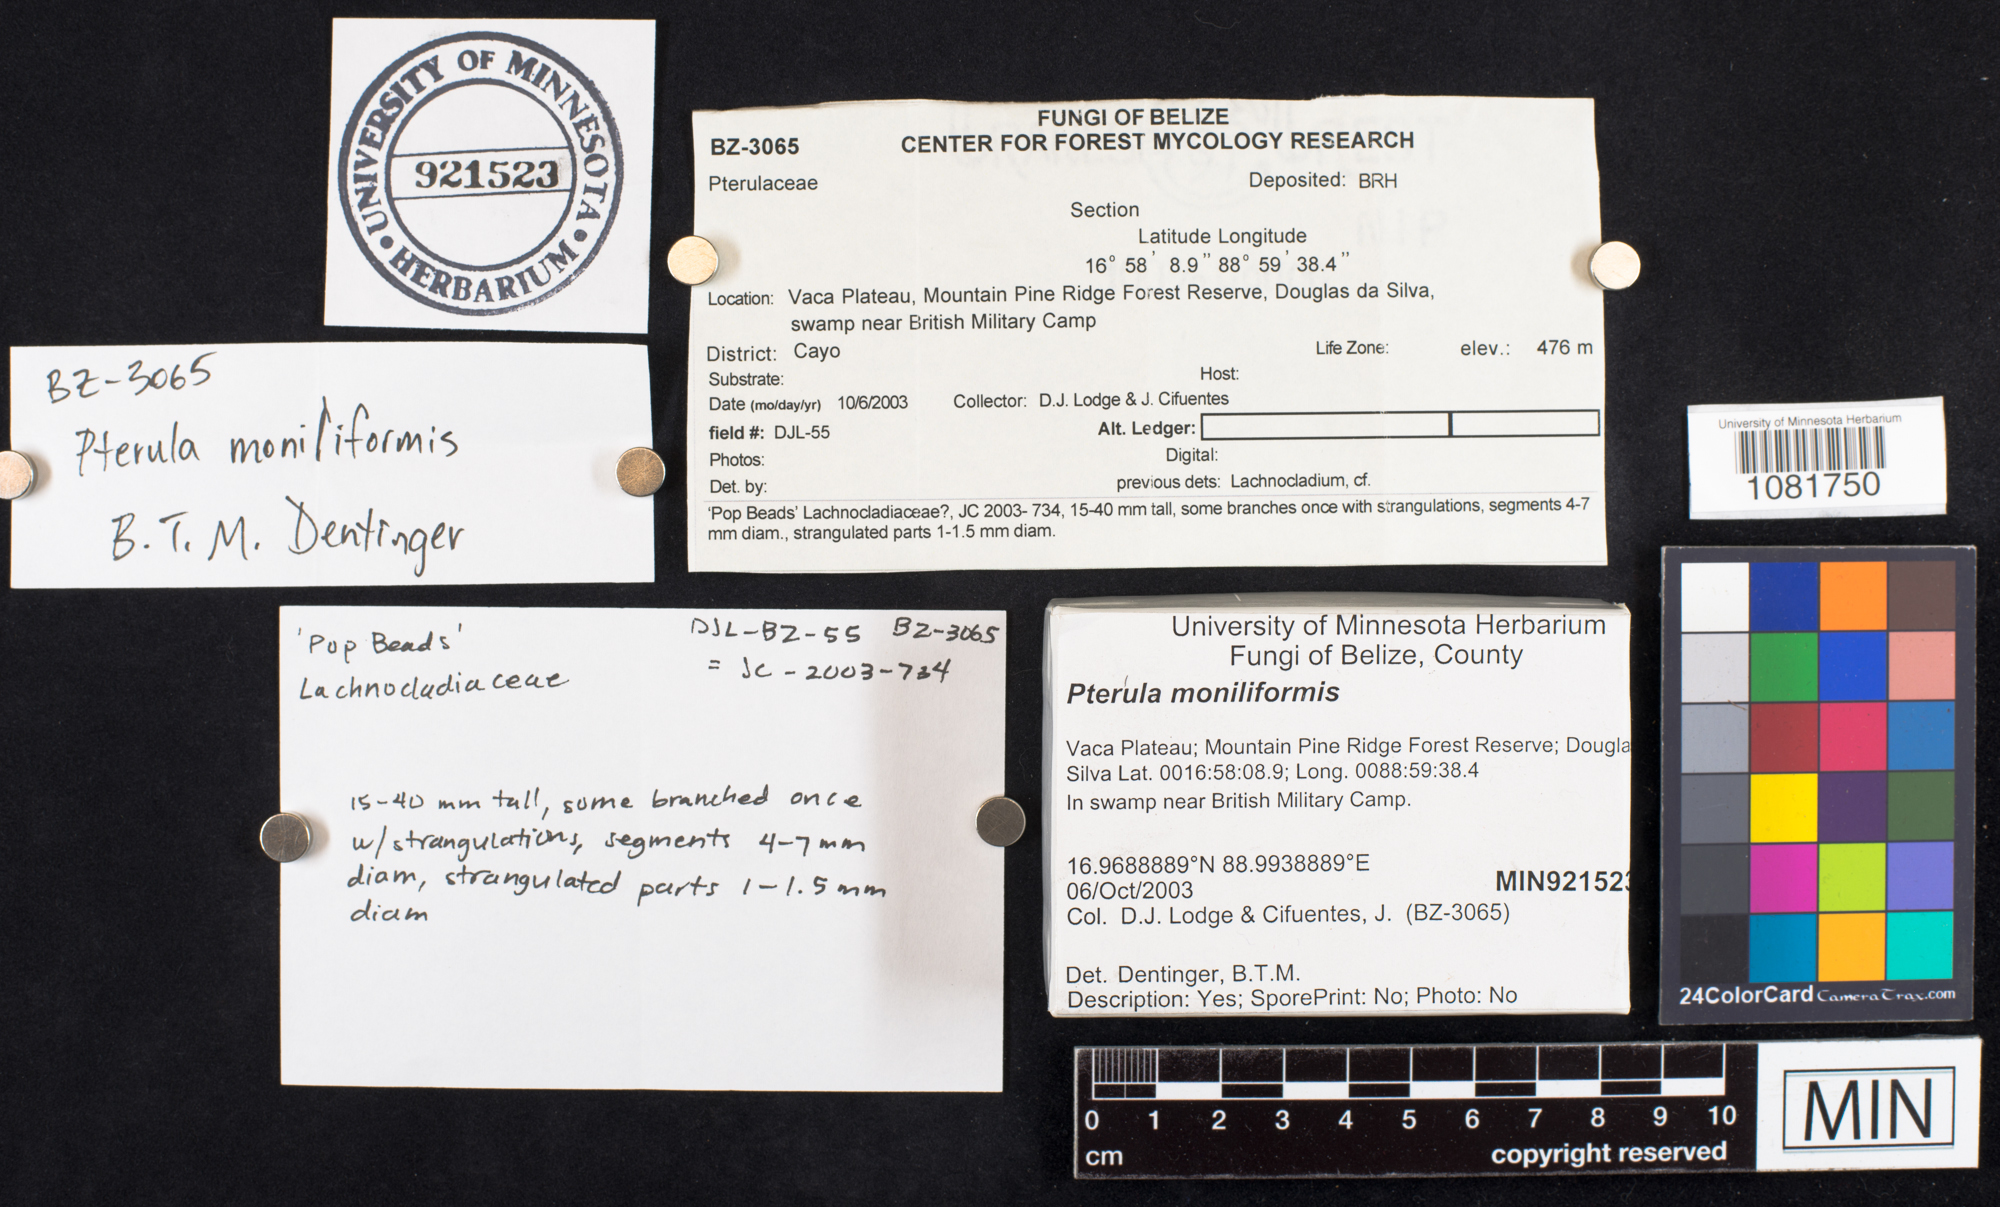 UNIVERSITY OF MINNESOTA
921523
HERBARIUM
BZ-3065
Pterula moniliformis
B.T.M. Dentinger
FUNGI OF BELIZE
BZ-3065 CENTER FOR FOREST MYCOLOGY RESEARCH
Pterulaceae Deposited: BRH
Section
Latitude Longitude
16° 58' 8.9" 88° 59' 38.4"
Location: Vaca Plateau, Mountain Pine Ridge Forest Reserve, Douglas da Silva,
swamp near British Military Camp
District: Cayo Life Zone: elev.: 476 m
Substrate: Host:
Date (mo/day/yr) 10/6/2003 Collector: D.J. Lodge & J. Cifuentes
field #: DJL-55 Alt. Ledger:
Photos: Digital:
Det. by: previous dets: Lachnocladium, cf.
'Pop Beads' Lachnocladiaceae?, JC 2003- 734, 15-40 mm tall, some branches once with strangulations, segments 4-7
mm diam., strangulated parts 1-1.5 mm diam.
University of Minnesota Herbarium
1081750
'Pop Beads' DJL-BZ-55 BZ-3065
Lachnocladiaceae = JC-2003-734
15-40 mm tall, some branched once
w/strangulations, segments 4-7 mm
diam, strangulated parts 1-1.5 mm
diam
University of Minnesota Herbarium
Fungi of Belize, County
Pterula moniliformis
Vaca Plateau; Mountain Pine Ridge Forest Reserve; Dougla
Silva Lat. 0016:58:08.9; Long. 0088:59:38.4
In swamp near British Military Camp.
16.9688889°N 88.9938889°E
06/Oct/2003 MIN921523
Col. D.J. Lodge & Cifuentes, J. (BZ-3065)
Det. Dentinger, B.T.M.
Description: Yes; SporePrint: No; Photo: No
24ColorCard CameraTrax.com
0 1 2 3 4 5 6 7 8 9 10
cm copyright reserved
MIN